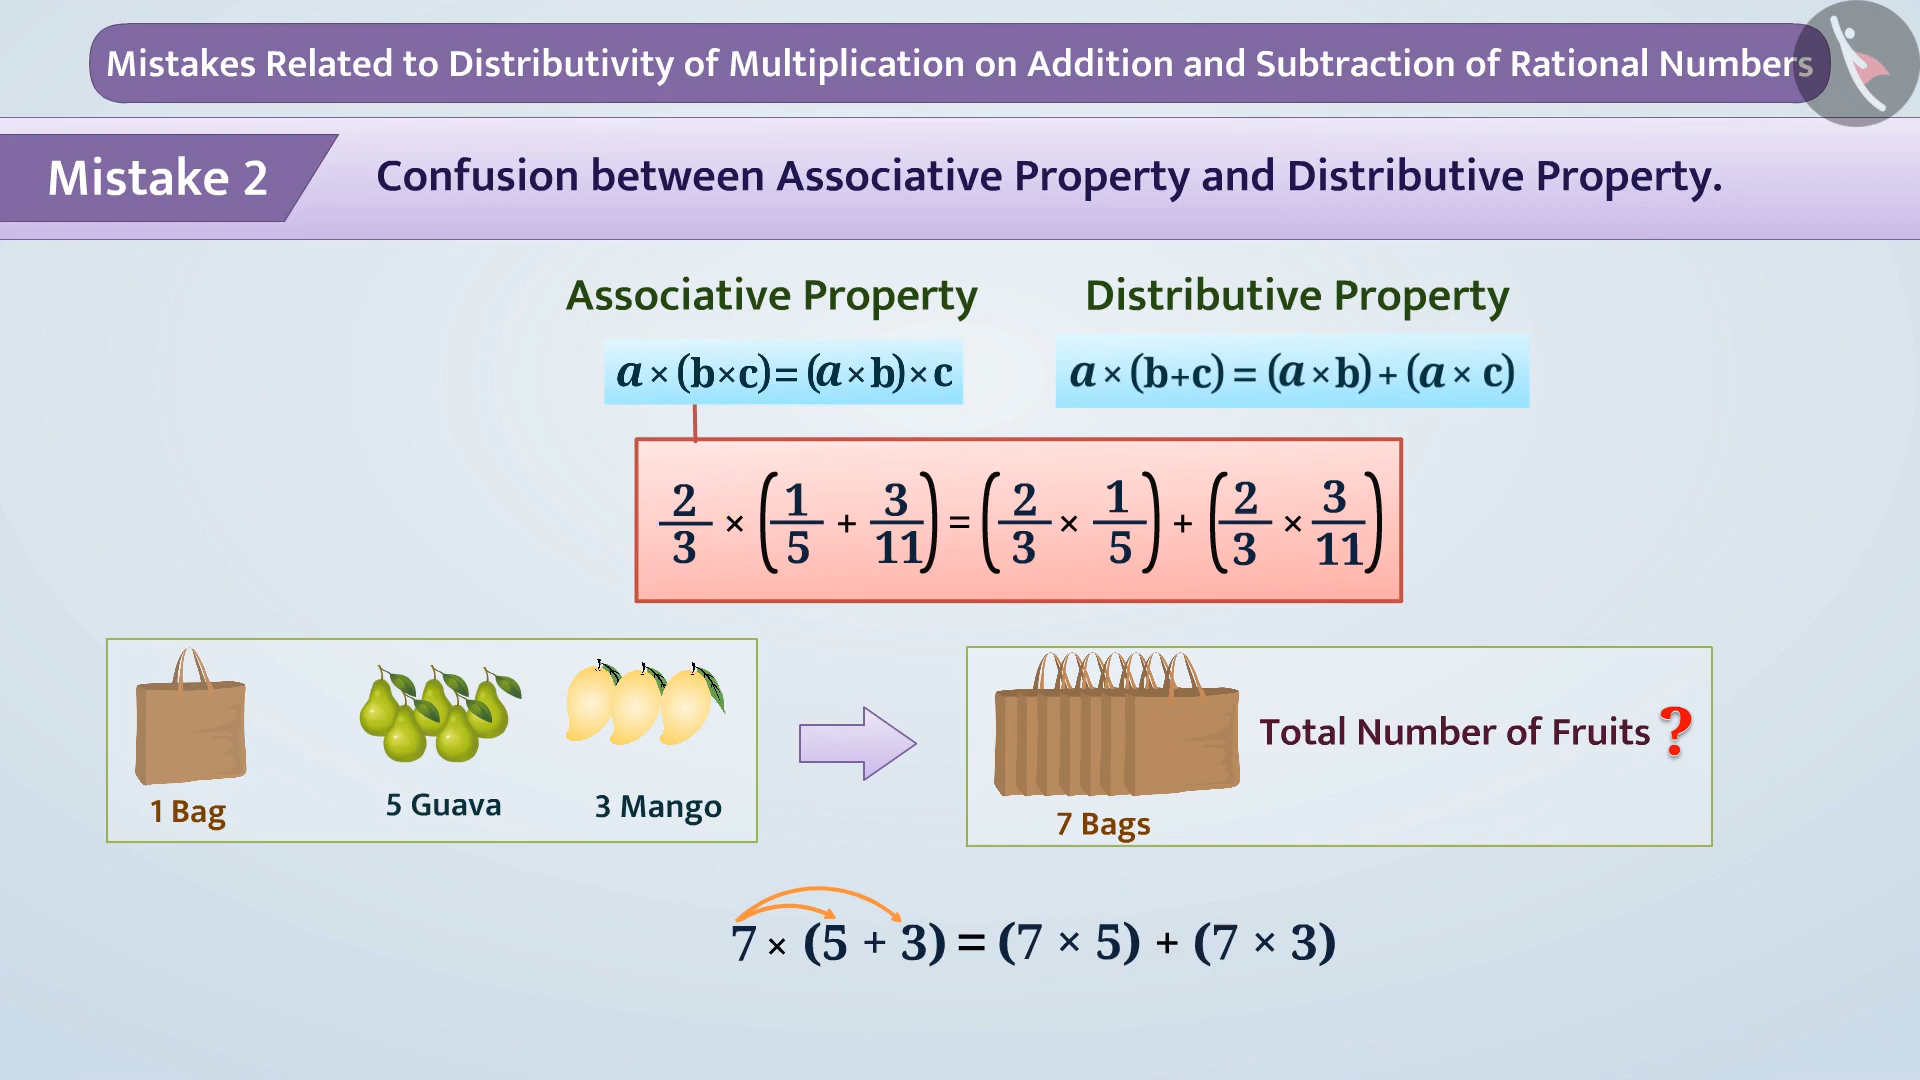 Mistakes Related to Distributivity of Multiplication on Addition and Subtraction of Rational Numbers
Mistake 2
Confusion between Associative Property and Distributive Property.
Associative Property
Distributive Property
a × (b×c)= (a×b)× c
a × (b+c) = (a ×b) + (a × c)
2/3 × (1/5 + 3/11) = (2/3 × 1/5) + (2/3 × 3/11)
1 Bag
5 Guava
3 Mango
7 Bags
Total Number of Fruits ?
7 × (5 + 3) = (7 × 5) + (7 × 3)